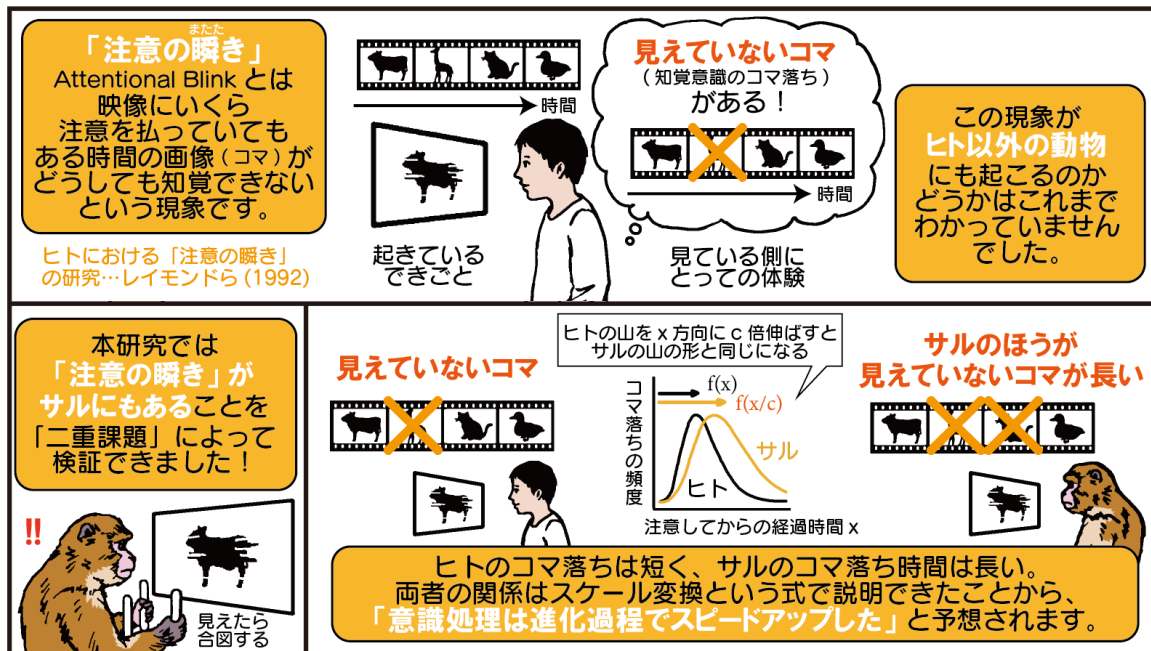 またた
「注意の瞬き」
Attentional Blink とは
映像にいくら
注意を払っていても
ある時間の画像(コマ)が
どうしても知覚できない
という現象です。
ヒトにおける「注意の瞬き」
の研究…レイモンドら(1992)
時間
起きている
できごと
見えていないコマ
(知覚意識のコマ落ち)
がある！
時間
見ている側に
とっての体験
この現象が
ヒト以外の動物
にも起こるのか
どうかはこれまで
わかっていません
でした。
本研究では
「注意の瞬き」が
サルにもあることを
「二重課題」によって
検証できました！
!!
見えたら
合図する
見えていないコマ
ヒトの山を x 方向に c 倍伸ばすと
サルの山の形と同じになる
コマ落ちの頻度
f(x)
f(x/c)
サル
ヒト
注意してからの経過時間 x
サルのほうが
見えていないコマが長い
ヒトのコマ落ちは短く、サルのコマ落ち時間は長い。
両者の関係はスケール変換という式で説明できたことから、
「意識処理は進化過程でスピードアップした」と予想されます。